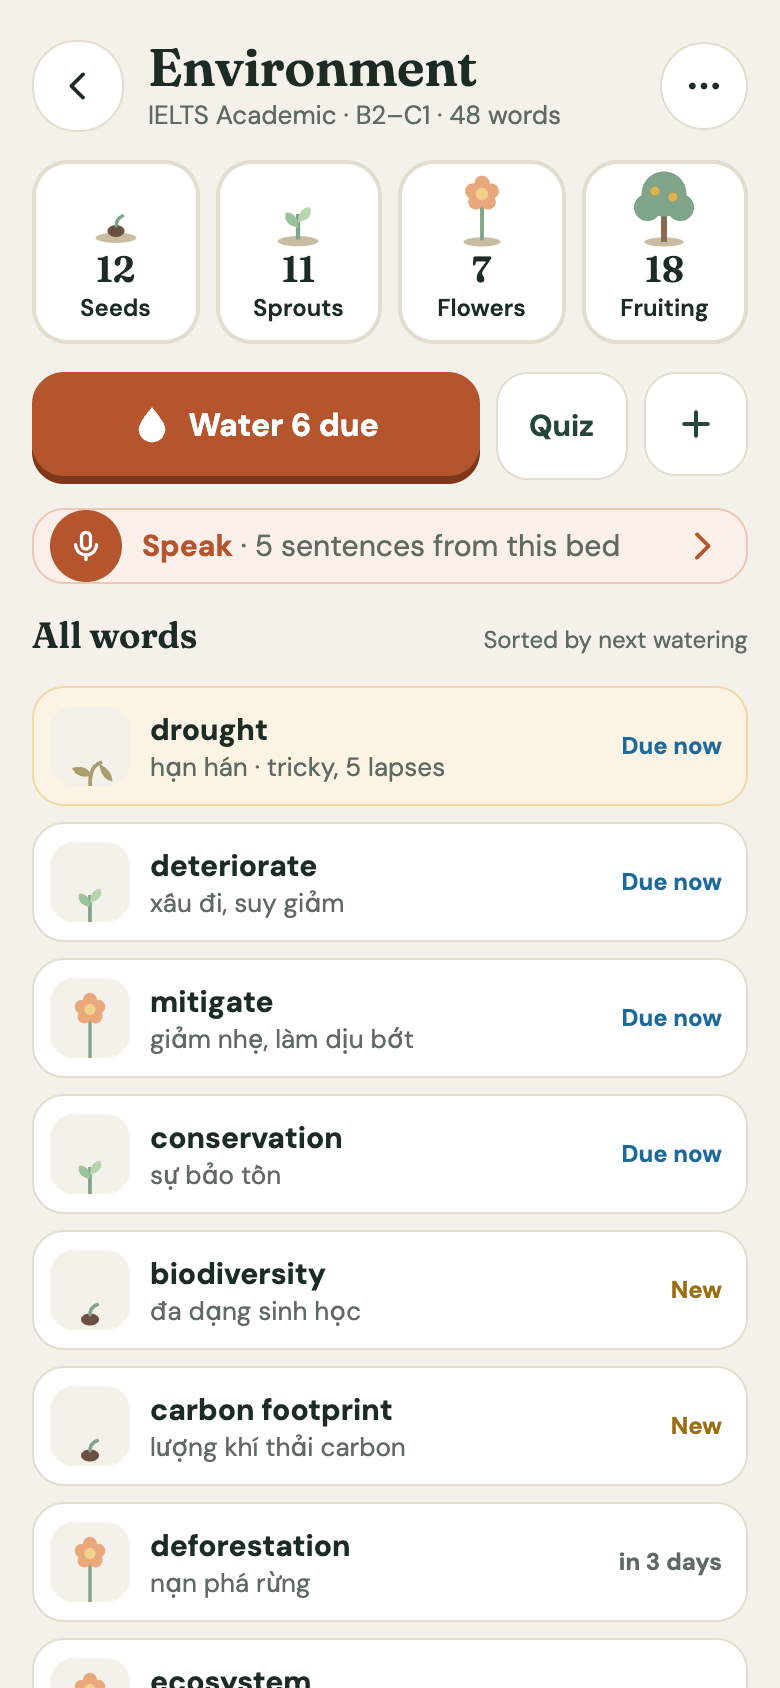 Environment
IELTS Academic · B2–C1 · 48 words
12
Seeds
11
Sprouts
7
Flowers
18
Fruiting
Water 6 due
Quiz
Speak · 5 sentences from this bed
All words
Sorted by next watering
drought
hạn hán · tricky, 5 lapses
Due now
deteriorate
xấu đi, suy giảm
Due now
mitigate
giảm nhẹ, làm dịu bớt
Due now
conservation
sự bảo tồn
Due now
biodiversity
đa dạng sinh học
New
carbon footprint
lượng khí thải carbon
New
deforestation
nạn phá rừng
in 3 days
ecosystem